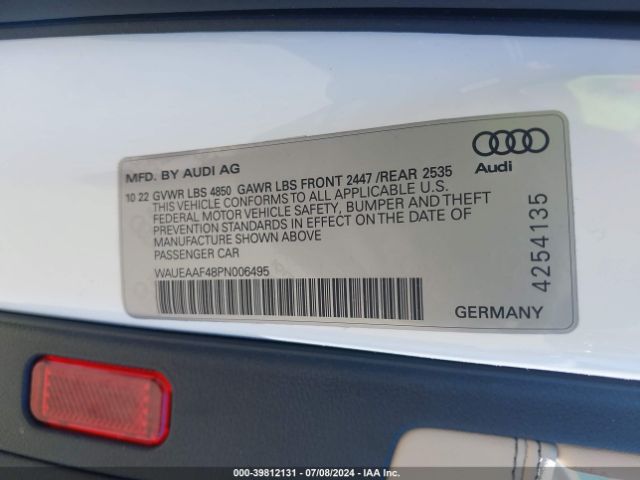 MFD. BY AUDI AG
Audi
10 22 GVWR LBS 4850 GAWR LBS FRONT 2447 /REAR 2535
THIS VEHICLE CONFORMS TO ALL APPLICABLE U.S.
FEDERAL MOTOR VEHICLE SAFETY, BUMPER AND THEFT
PREVENTION STANDARDS IN EFFECT ON THE DATE OF
MANUFACTURE SHOWN ABOVE
PASSENGER CAR
WAUEAAF48PN006495
4254135
GERMANY
000-39812131 - 07/08/2024 - IAA Inc.